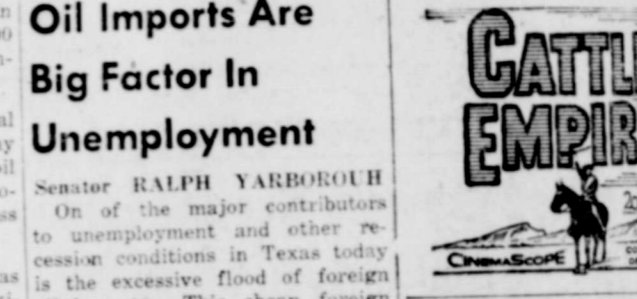 Oil Imports Are
Big Factor In
Unemployment
Senator RALPH YARBOROUH
On of the major contributors
to unemployment and other re-
cession conditions in Texas today
is the excessive flood of foreign
CATTL
EMPIR
CINEMASCOPE